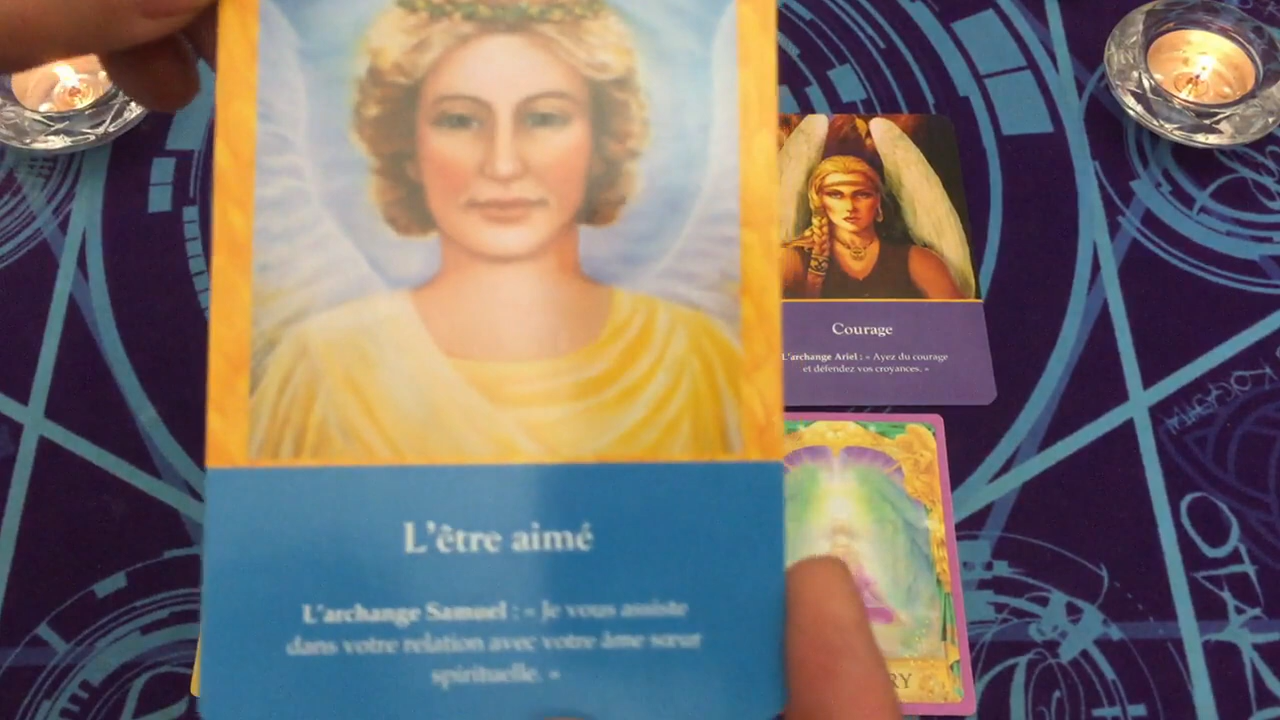 L'être aimé
L'archange Samuel : « Je vous assiste
dans votre relation avec votre âme sœur
spirituelle. »
Courage
L'archange Ariel : « Ayez du courage
et défendez vos croyances. »
RY